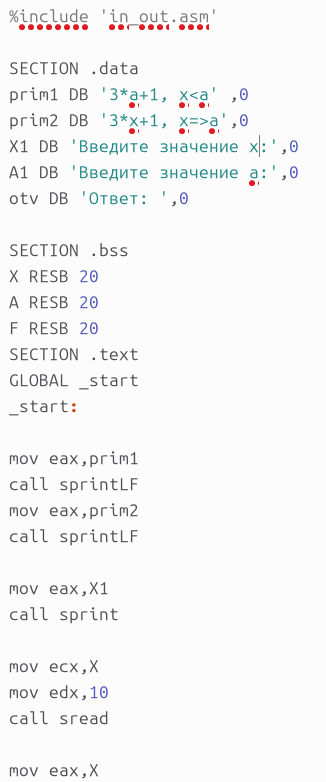 %include 'in_out.asm'
SECTION .data
prim1 DB '3*a+1, x<a' ,0
prim2 DB '3*x+1, x=>a',0
X1 DB 'Введите значение x:',0
A1 DB 'Введите значение a:',0
otv DB 'Ответ: ',0
SECTION .bss
X RESB 20
A RESB 20
F RESB 20
SECTION .text
GLOBAL _start
_start:
mov eax,prim1
call sprintLF
mov eax,prim2
call sprintLF
mov eax,X1
call sprint
mov ecx,X
mov edx,10
call sread
mov eax,X